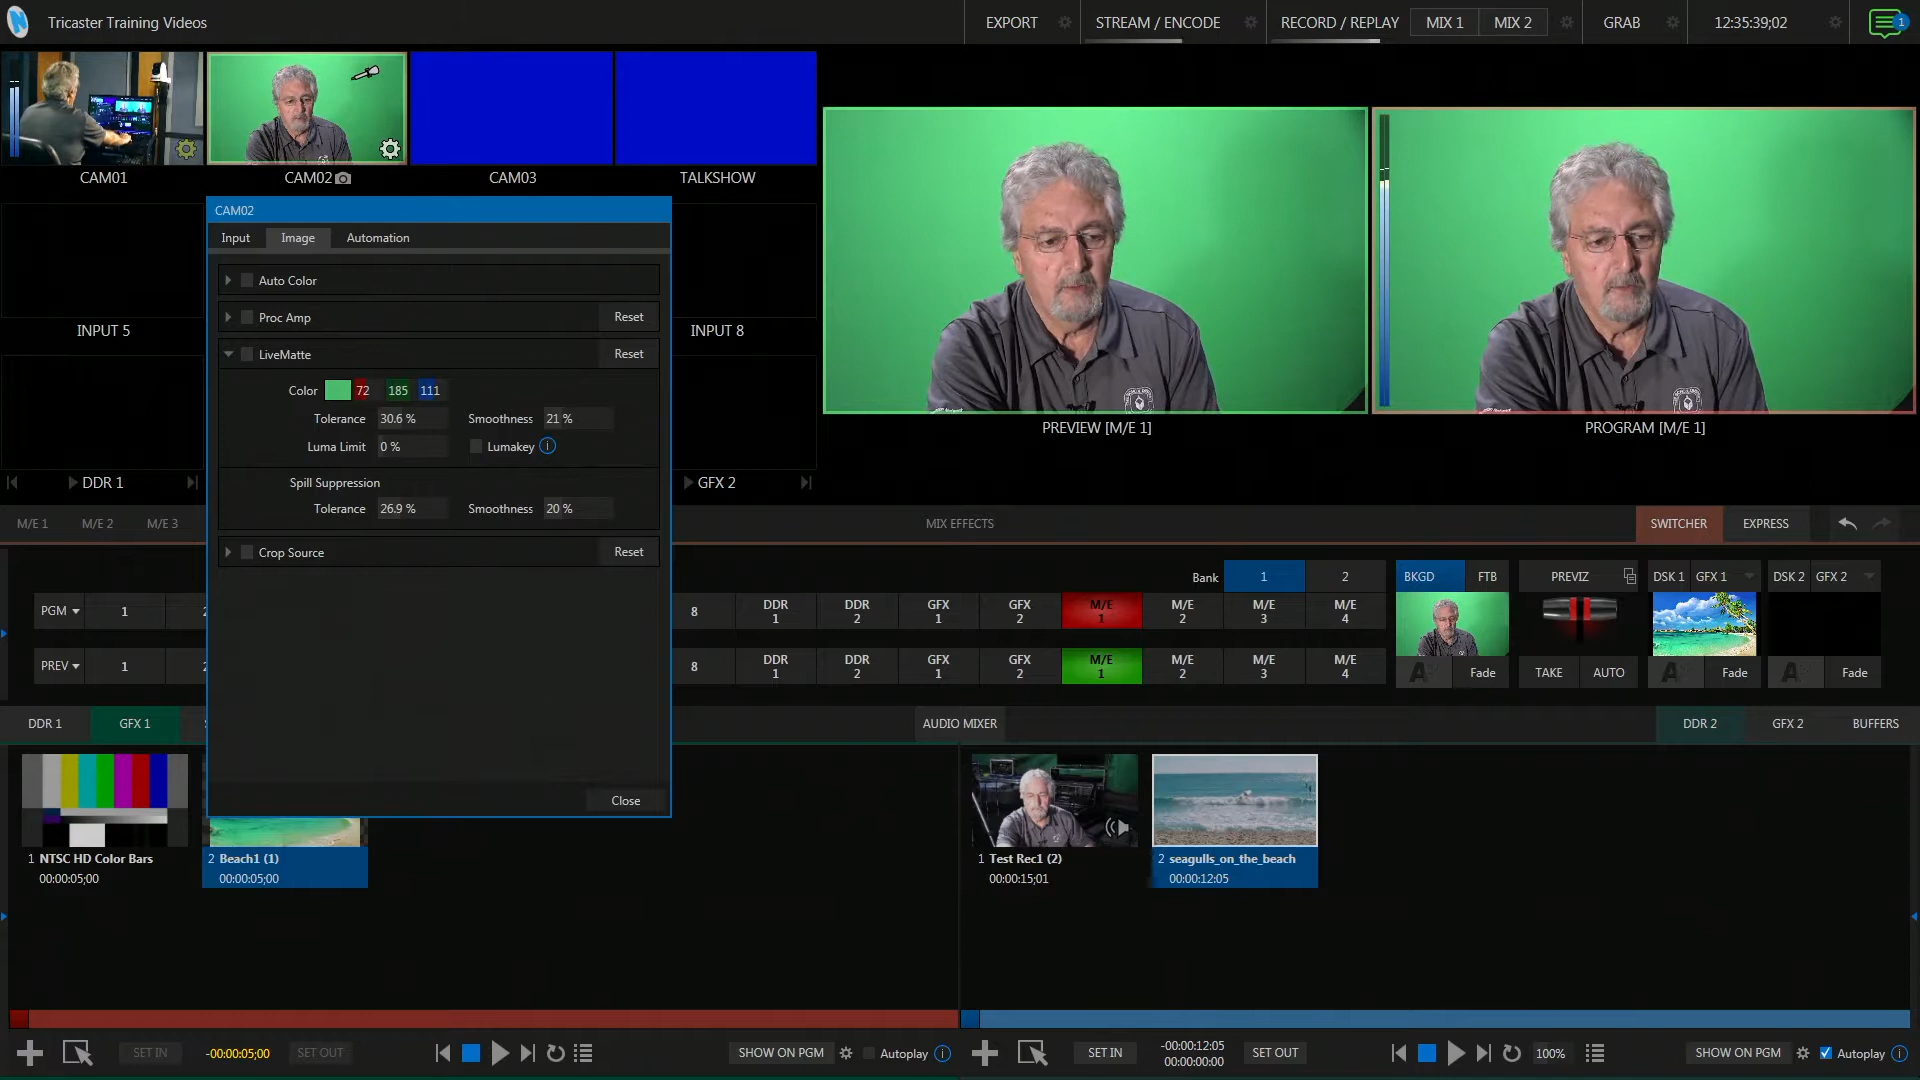 Tricaster Training Videos
EXPORT
STREAM / ENCODE
RECORD / REPLAY
MIX 1
MIX 2
GRAB
12:35:39;02
1
CAM01
CAM02
CAM03
TALKSHOW
INPUT 5
INPUT 8
DDR 1
GFX 2
PREVIEW [M/E 1]
PROGRAM [M/E 1]
CAM02
Input
Image
Automation
Auto Color
Proc Amp
Reset
LiveMatte
Reset
Color
72
185
111
Tolerance
30.6 %
Smoothness
21 %
Luma Limit
0 %
Lumakey
Spill Suppression
Tolerance
26.9 %
Smoothness
20 %
Crop Source
Reset
Close
M/E 1
M/E 2
M/E 3
MIX EFFECTS
SWITCHER
EXPRESS
Bank
1
2
PGM
1
2
8
DDR 1
DDR 2
GFX 1
GFX 2
M/E 1
M/E 2
M/E 3
M/E 4
PREV
1
2
8
DDR 1
DDR 2
GFX 1
GFX 2
M/E 1
M/E 2
M/E 3
M/E 4
BKGD
FTB
PREVIZ
DSK 1
GFX 1
DSK 2
GFX 2
Fade
TAKE
AUTO
Fade
Fade
DDR 1
GFX 1
AUDIO MIXER
DDR 2
GFX 2
BUFFERS
1 NTSC HD Color Bars
00:00:05;00
2 Beach1 (1)
00:00:05;00
1 Test Rec1 (2)
00:00:15;01
2 seagulls_on_the_beach
00:00:12:05
SET IN
-00:00:05;00
SET OUT
SHOW ON PGM
Autoplay
SET IN
-00:00:12:05
00:00:00:00
SET OUT
100%
SHOW ON PGM
Autoplay